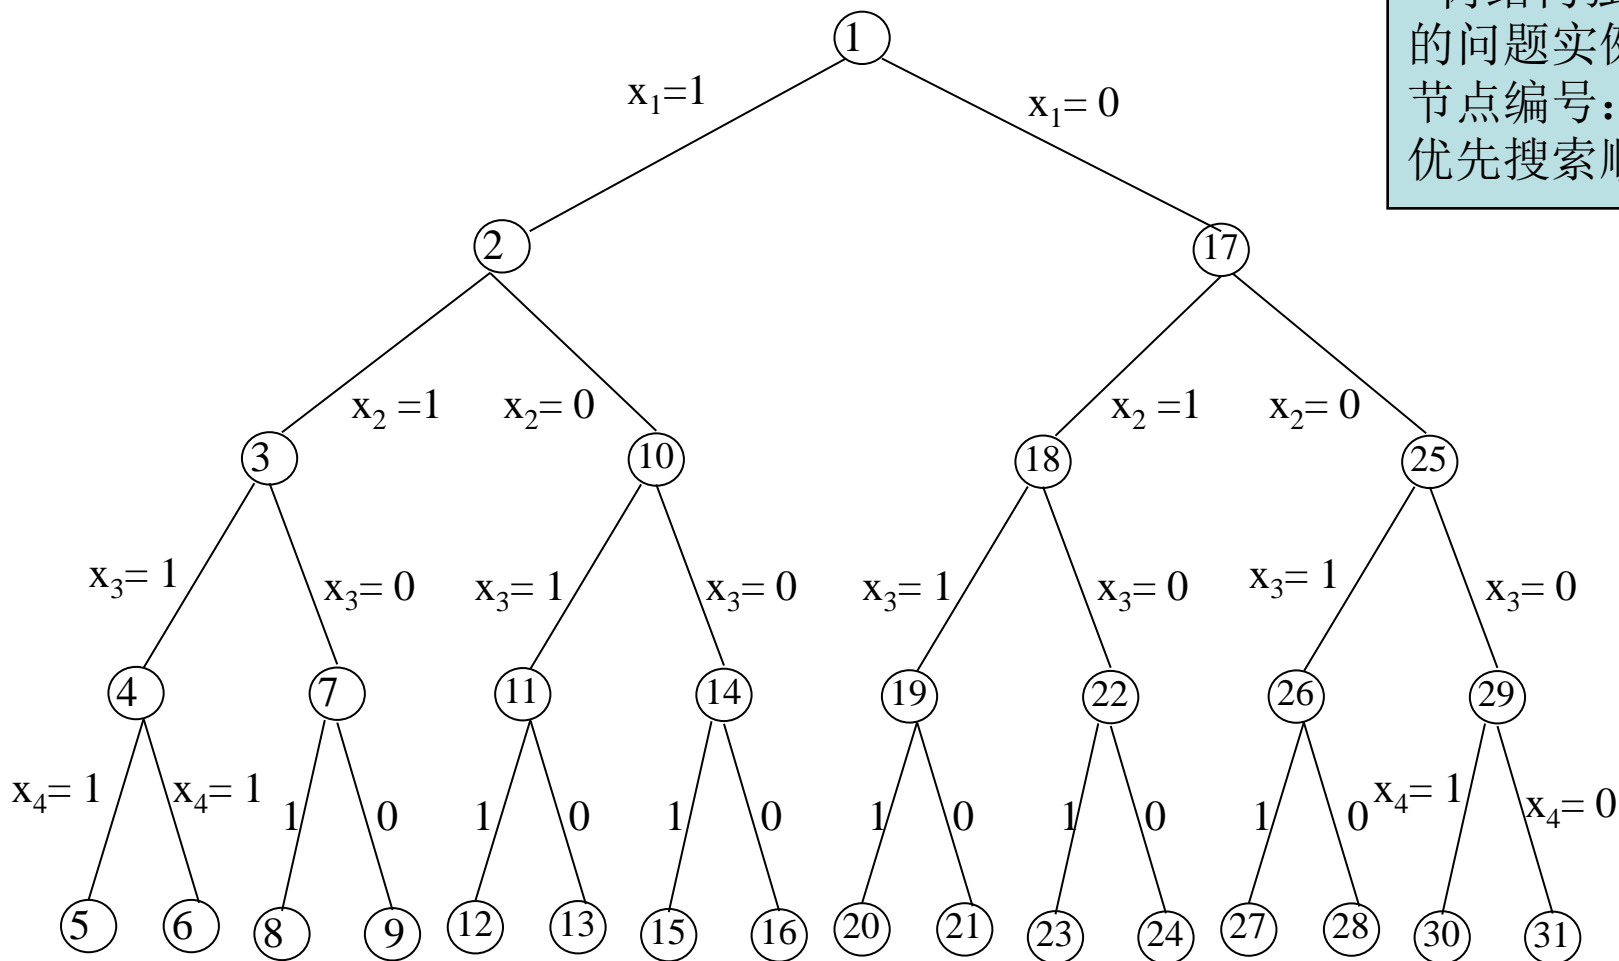 的问题实例
节点编号：
优先搜索顺
1
x₁=1
x₁= 0
2
17
x₂ =1
x₂= 0
x₂ =1
x₂= 0
3
10
18
25
x₃= 1
x₃= 0
x₃= 1
x₃= 0
x₃= 1
x₃= 0
x₃= 1
x₃= 0
4
7
11
14
19
22
26
29
x₄= 1
x₄= 1
1
0
1
0
1
0
1
0
1
0
1
0
x₄= 1
x₄= 0
5
6
8
9
12
13
15
16
20
21
23
24
27
28
30
31